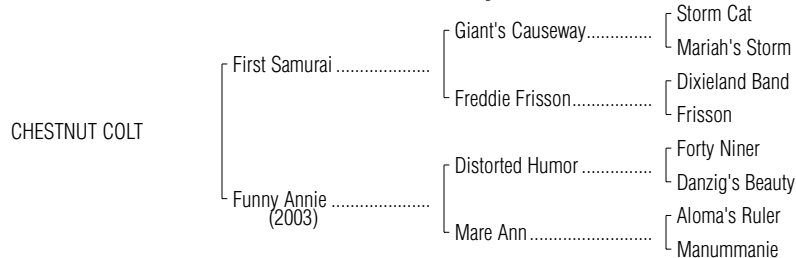 Storm Cat
Giant's Causeway..............
Mariah's Storm
First Samurai ....................
Dixieland Band
Freddie Frisson.................
Frisson
CHESTNUT COLT
Forty Niner
Distorted Humor ..............
Danzig's Beauty
Funny Annie .....................
(2003)
Aloma's Ruler
Mare Ann..........................
Manummanie